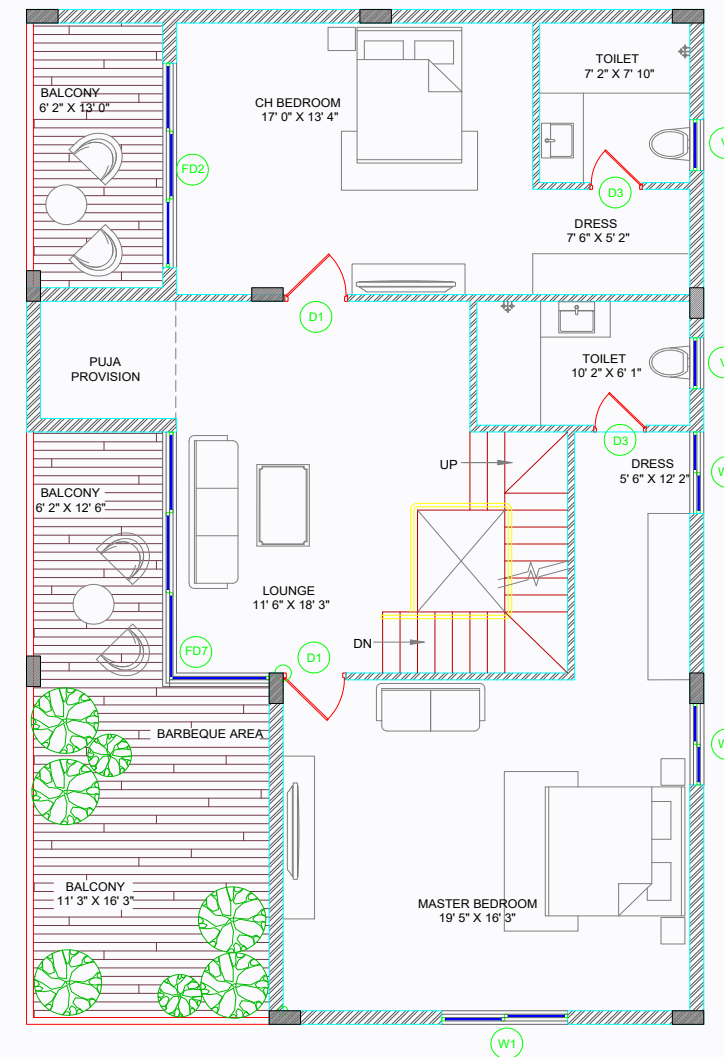 TOILET
7' 2" X 7' 10"
BALCONY
6' 2" X 13' 0"
CH BEDROOM
17' 0" X 13' 4"
V
FD2
D3
DRESS
7' 6" X 5' 2"
D1
PUJA
PROVISION
TOILET
10' 2" X 6' 1"
V
D3
UP
DRESS
5' 6" X 12' 2"
W
BALCONY
6' 2" X 12' 6"
LOUNGE
11' 6" X 18' 3"
DN
FD7
D1
BARBEQUE AREA
W
BALCONY
11' 3" X 16' 3"
MASTER BEDROOM
19' 5" X 16' 3"
W1